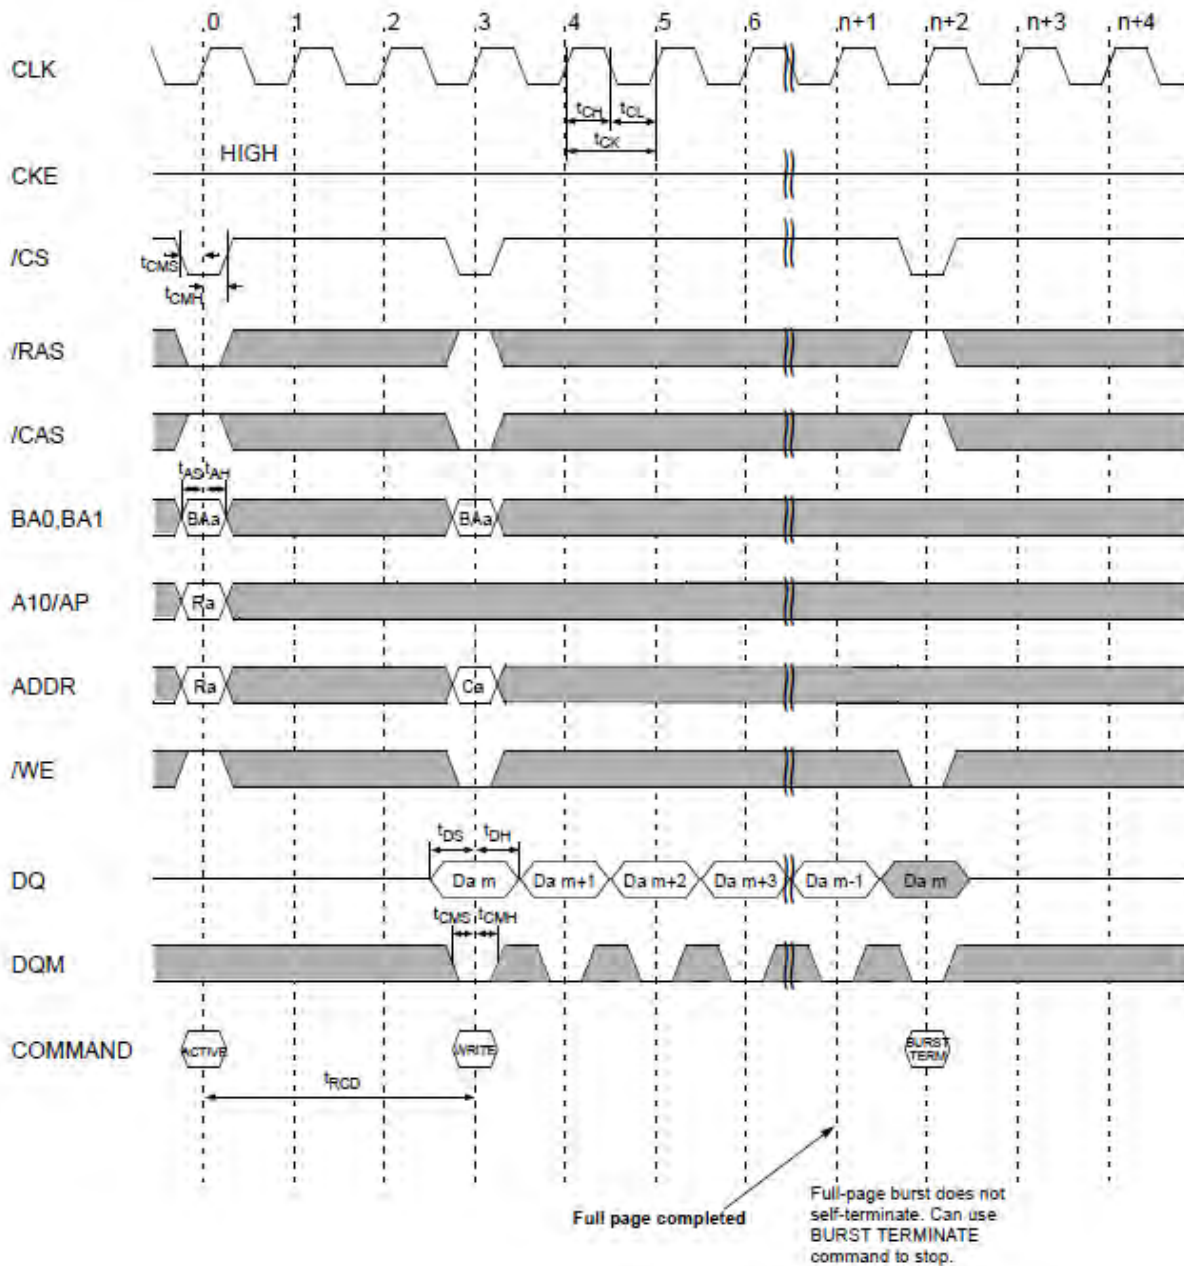 0 1 2 3 4 5 6 n+1 n+2 n+3 n+4
CLK
tCH tCL
tCK
HIGH
CKE
/CS
tCMS
tCMH
/RAS
/CAS
tAS tAH
BA0,BA1 BAa BAa
A10/AP Ra
ADDR Ra Ca
/WE
tDS tDH
DQ Da m Da m+1 Da m+2 Da m+3 Da m-1 Da m
tCMS tCMH
DQM
COMMAND ACTIVE WRITE BURST
TERM
tRCD
Full page completed
Full-page burst does not
self-terminate. Can use
BURST TERMINATE
command to stop.